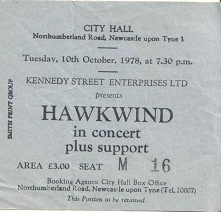 CITY HALL
Northumberland Road, Newcastle upon Tyne 1
Tuesday, 10th October, 1978, at 7.30 p.m.
KENNEDY STREET ENTERPRISES LTD
presents
HAWKWIND
in concert
plus support
AREA £3.00 SEAT M 16
Booking Agents: City Hall Box Office
Northumberland Road, Newcastle upon Tyne (Tel. 20007)
This Portion to be retained.
SMITH PRINT GROUP